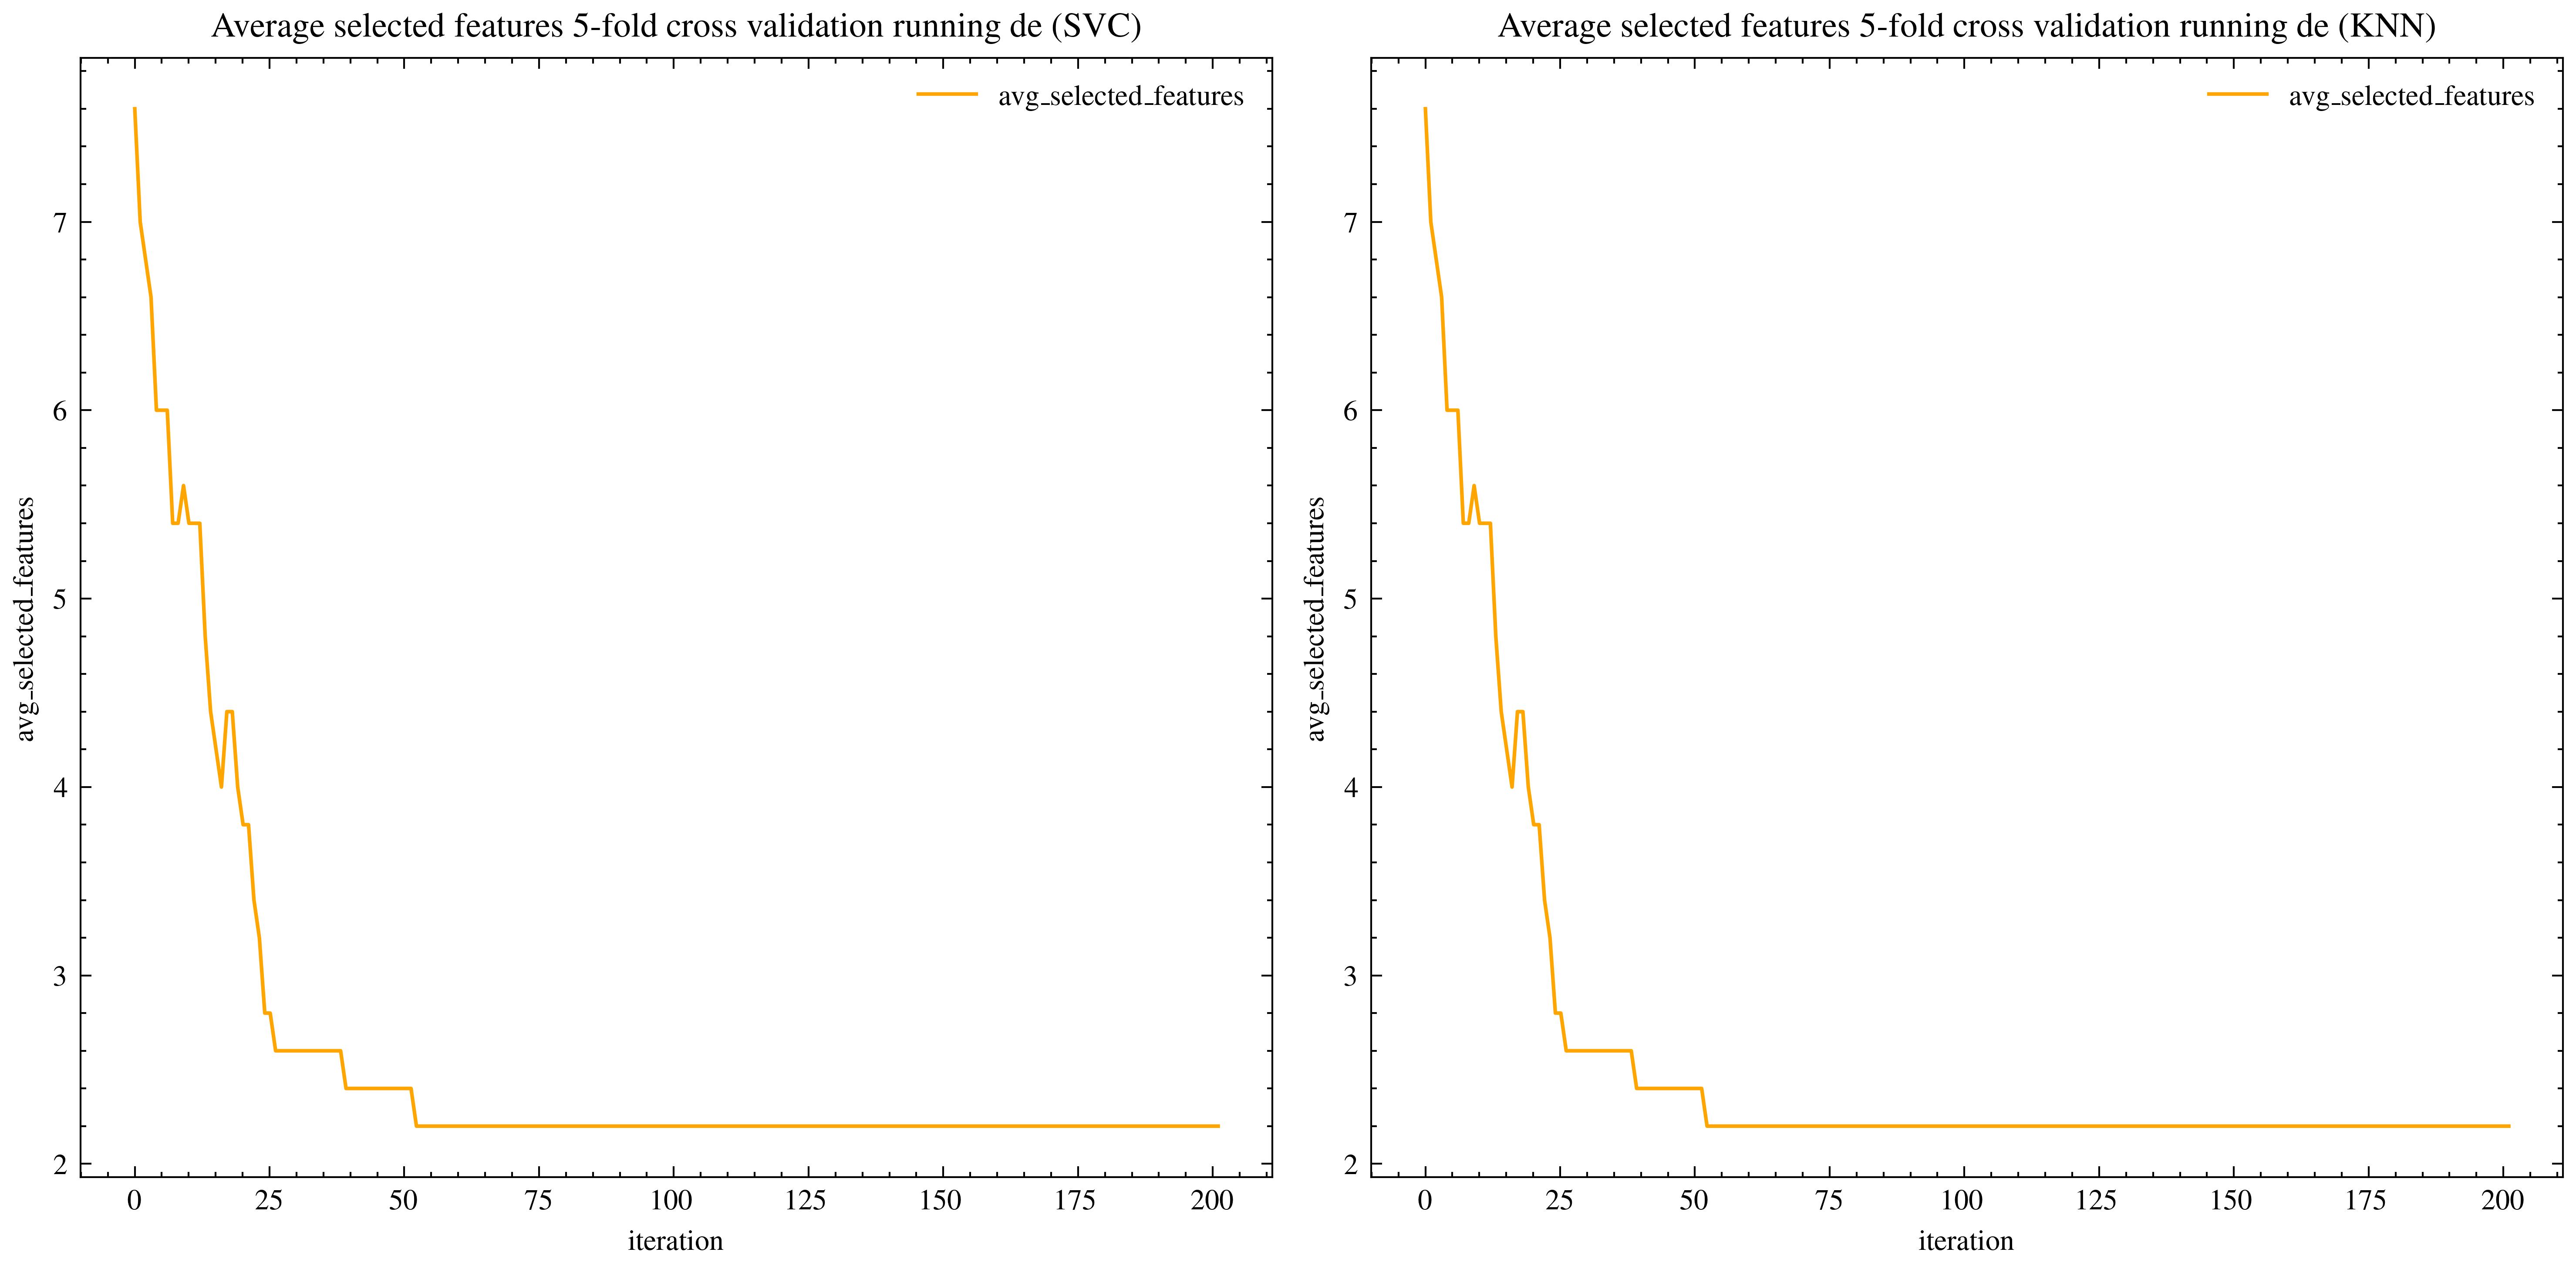 Average selected features 5-fold cross validation running de (SVC)
avg_selected_features
7
6
5
4
3
2
avg_selected_features
0 25 50 75 100 125 150 175 200
iteration
Average selected features 5-fold cross validation running de (KNN)
avg_selected_features
7
6
5
4
3
2
avg_selected_features
0 25 50 75 100 125 150 175 200
iteration